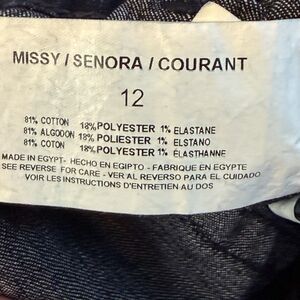 MISSY / SENORA / COURANT
12
81% COTTON 18% POLYESTER 1% ELASTANE
81% ALGODON 18% POLIESTER 1% ELSTANO
81% COTON 18% POLYESTER 1% ÉLASTHANNE
MADE IN EGYPT- HECHO EN EGIPTO - FABRIQUE EN EGYPTE
SEE REVERSE FOR CARE - VER AL REVERSO PARA EL CUIDADO
VOIR LES INSTRUCTIONS D'ENTRETIEN AU DOS